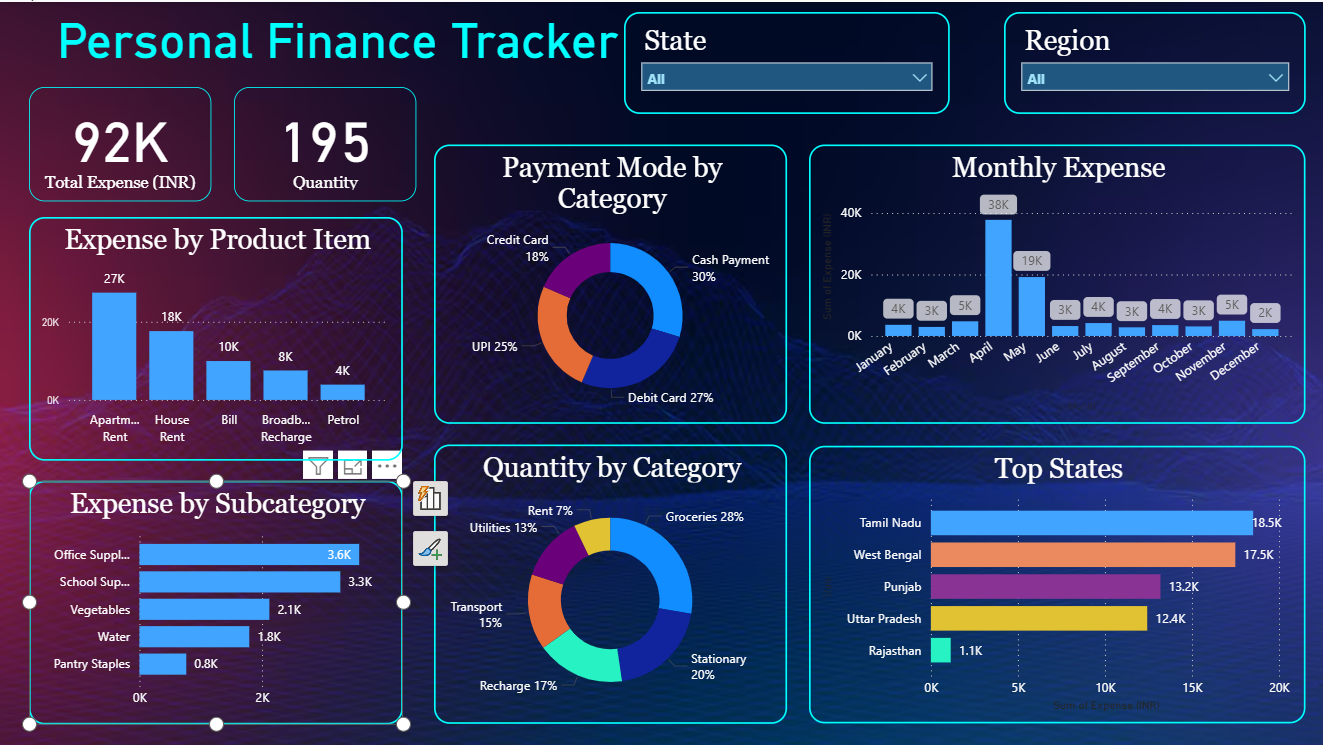 Personal Finance Tracker
State
All
Region
All
92K
Total Expense (INR)
195
Quantity
Expense by Product Item
27K
18K
10K
8K
4K
20K
0K
Apartm...
Rent
House
Rent
Bill
Broadb...
Recharge
Petrol
Payment Mode by
Category
Credit Card
18%
Cash Payment
30%
UPI 25%
Debit Card 27%
Monthly Expense
Sum of Expense (INR)
40K
20K
0K
4K
3K
5K
38K
19K
3K
4K
3K
4K
3K
5K
2K
January
February
March
April
May
June
July
August
September
October
November
December
Expense by Subcategory
Office Suppl...
3.6K
School Sup...
3.3K
Vegetables
2.1K
Water
1.8K
Pantry Staples
0.8K
0K
2K
Quantity by Category
Rent 7%
Groceries 28%
Utilities 13%
Transport
15%
Stationary
20%
Recharge 17%
Top States
Tamil Nadu
18.5K
West Bengal
17.5K
Punjab
13.2K
Uttar Pradesh
12.4K
Rajasthan
1.1K
0K
5K
10K
15K
20K
Sum of Expense (INR)